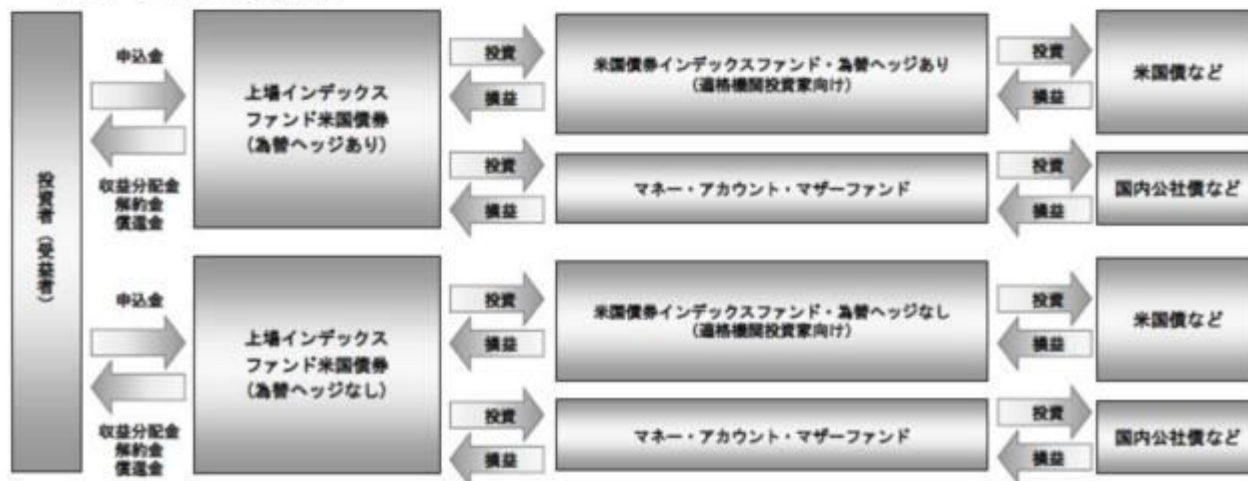 投資者（受益者）
申込金
収益分配金
解約金
償還金
上場インデックス
ファンド米国債券
(為替ヘッジあり)
投資
損益
米国債券インデックスファンド・為替ヘッジあり
(適格機関投資家向け)
投資
損益
米国債など
投資
損益
マネー・アカウント・マザーファンド
投資
損益
国内公社債など
申込金
収益分配金
解約金
償還金
上場インデックス
ファンド米国債券
(為替ヘッジなし)
投資
損益
米国債券インデックスファンド・為替ヘッジなし
(適格機関投資家向け)
投資
損益
米国債など
投資
損益
マネー・アカウント・マザーファンド
投資
損益
国内公社債など